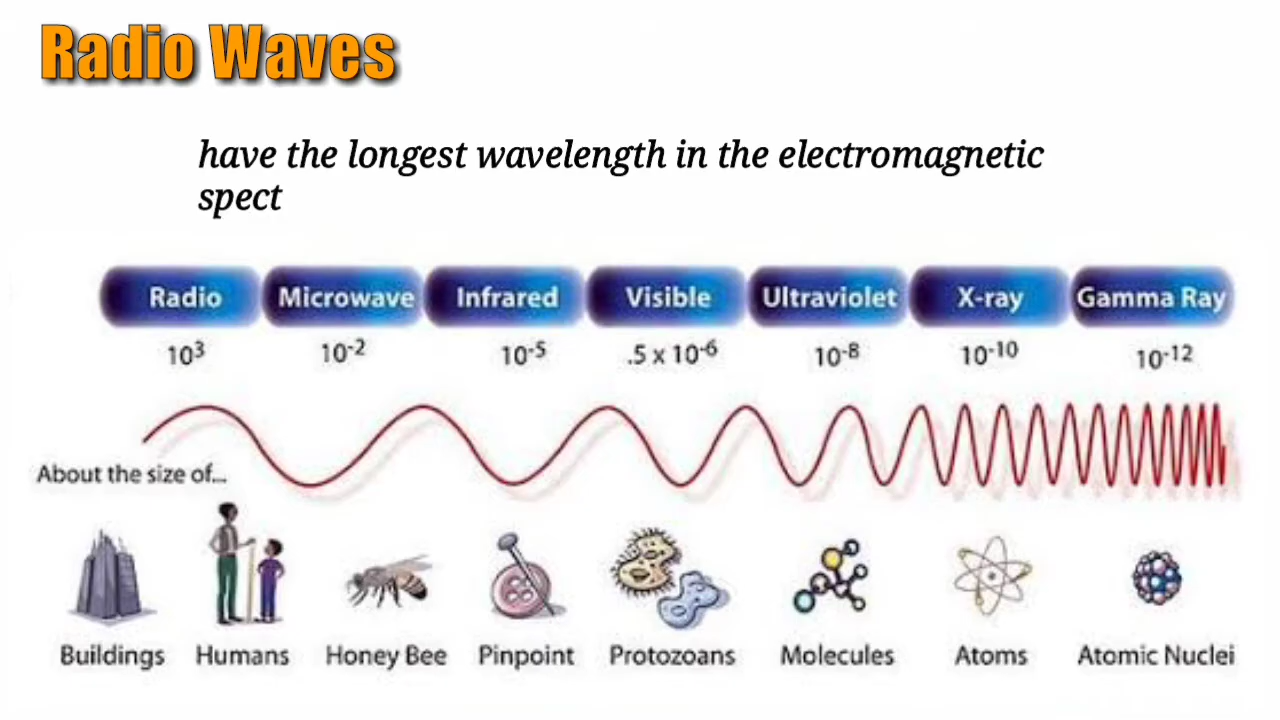 Radio Waves
have the longest wavelength in the electromagnetic
spect
Radio Microwave Infrared Visible Ultraviolet X-ray Gamma Ray
10³ 10⁻² 10⁻⁵ .5 x 10⁻⁶ 10⁻⁸ 10⁻¹⁰ 10⁻¹²
About the size of...
Buildings Humans Honey Bee Pinpoint Protozoans Molecules Atoms Atomic Nuclei